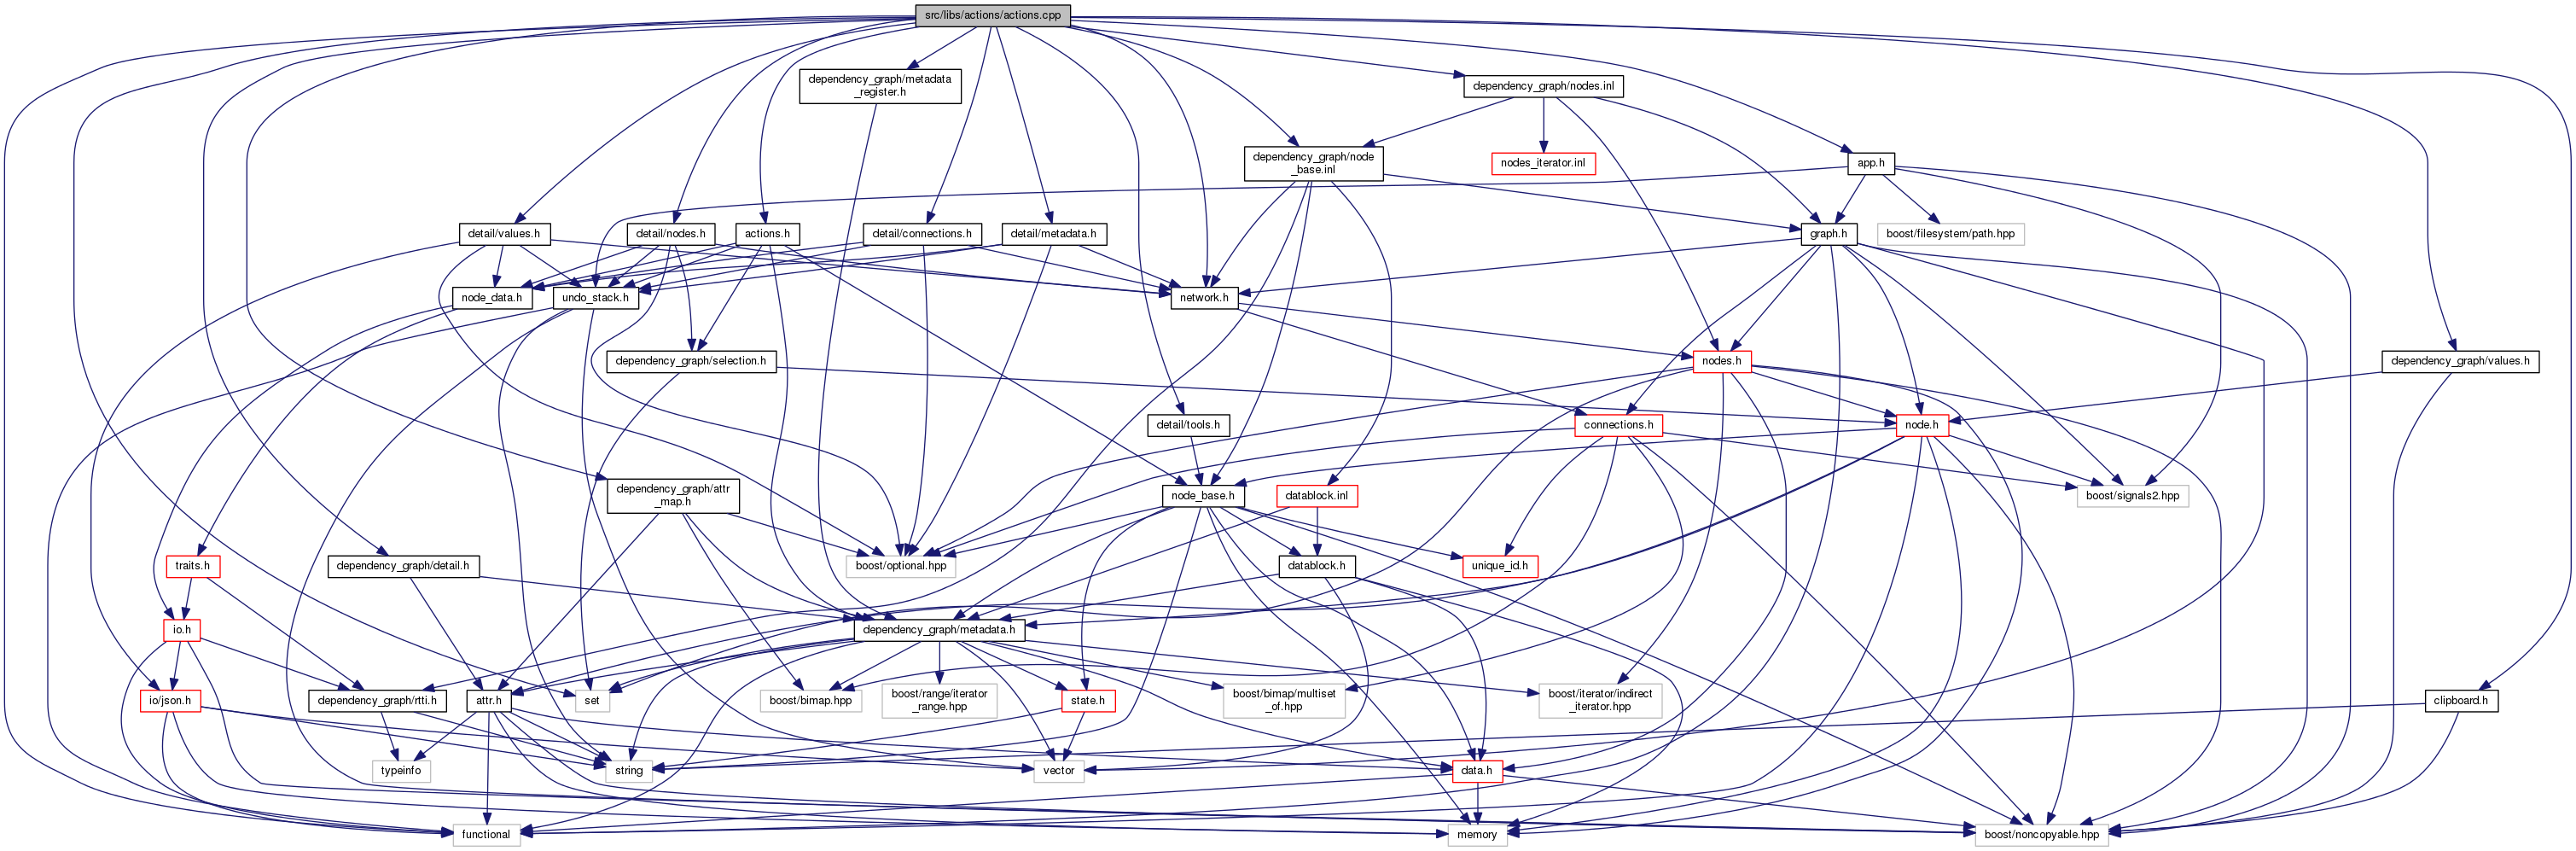 src/libs/actions/actions.cpp
dependency_graph/metadata
_register.h
dependency_graph/nodes.inl
dependency_graph/node
_base.inl
nodes_iterator.inl
app.h
detail/values.h
detail/nodes.h
actions.h
detail/connections.h
detail/metadata.h
graph.h
boost/filesystem/path.hpp
node_data.h
undo_stack.h
network.h
dependency_graph/selection.h
nodes.h
dependency_graph/values.h
detail/tools.h
connections.h
node.h
dependency_graph/attr
_map.h
node_base.h
datablock.inl
boost/signals2.hpp
traits.h
dependency_graph/detail.h
boost/optional.hpp
datablock.h
unique_id.h
io.h
dependency_graph/metadata.h
io/json.h
dependency_graph/rtti.h
attr.h
set
boost/bimap.hpp
boost/range/iterator
_range.hpp
state.h
boost/bimap/multiset
_of.hpp
boost/iterator/indirect
_iterator.hpp
clipboard.h
typeinfo
string
vector
data.h
functional
memory
boost/noncopyable.hpp